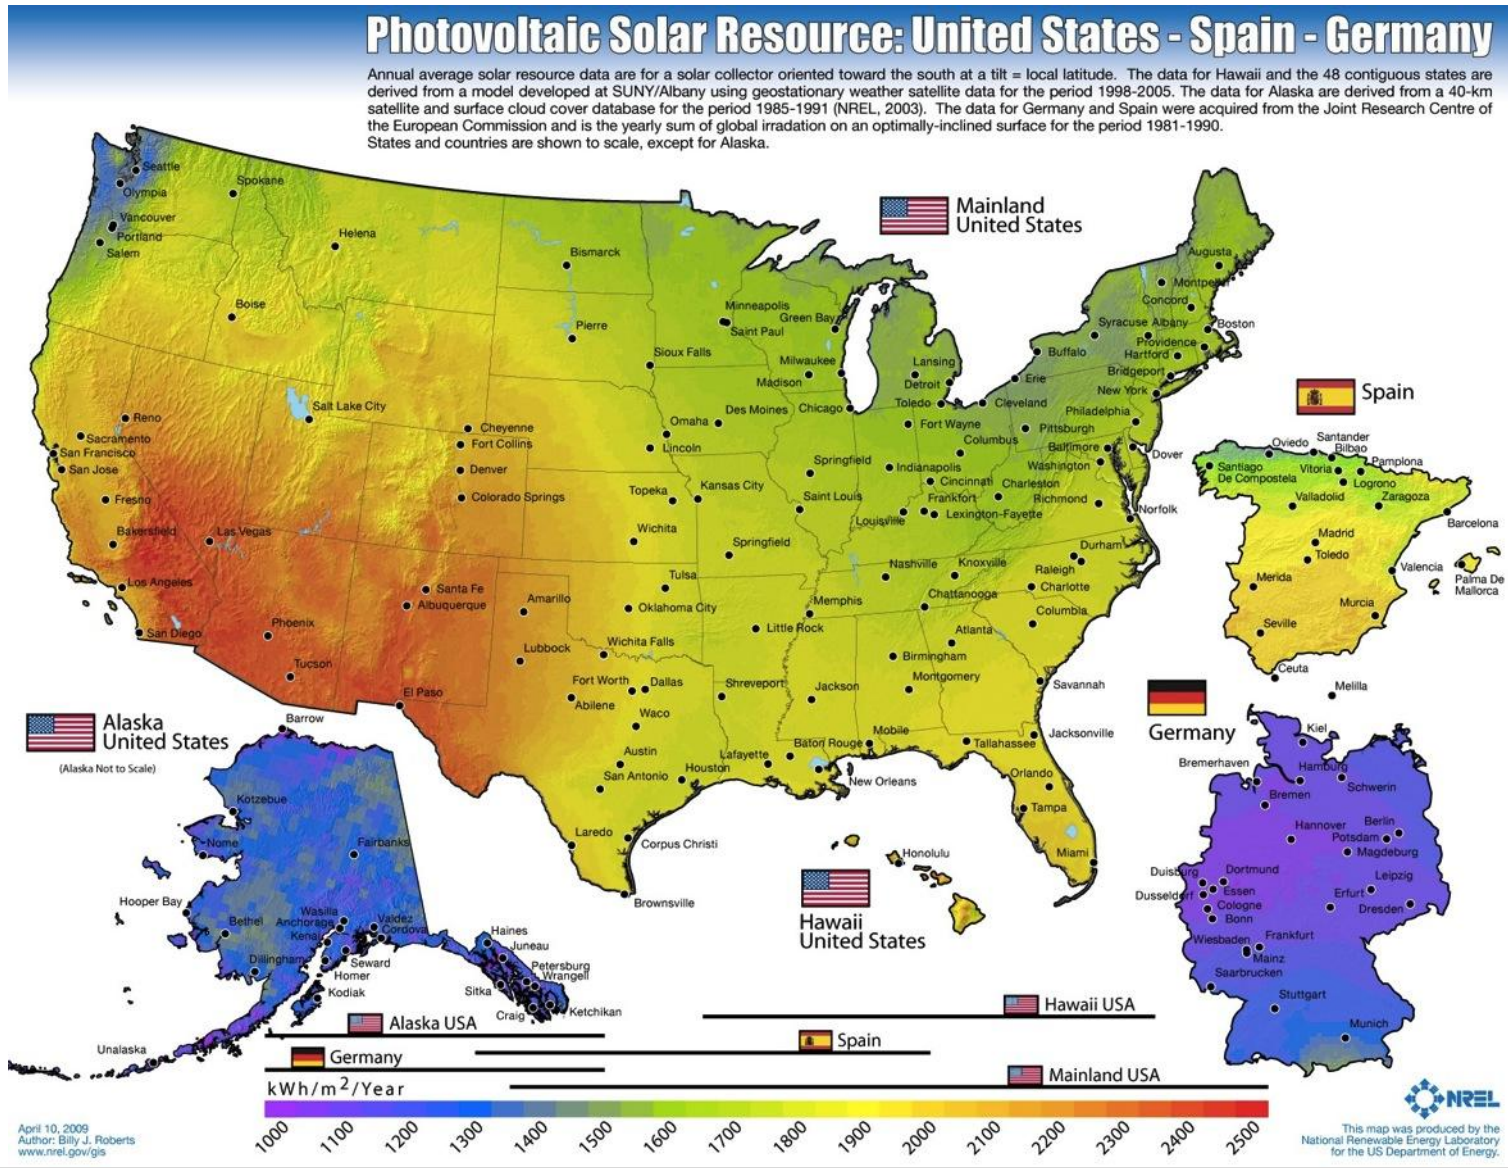 Photovoltaic Solar Resource: United States - Spain - Germany
Annual average solar resource data are for a solar collector oriented toward the south at a tilt = local latitude. The data for Hawaii and the 48 contiguous states are
derived from a model developed at SUNY/Albany using geostationary weather satellite data for the period 1998-2005. The data for Alaska are derived from a 40-km
satellite and surface cloud cover database for the period 1985-1991 (NREL, 2003). The data for Germany and Spain were acquired from the Joint Research Centre of
the European Commission and is the yearly sum of global irradation on an optimally-inclined surface for the period 1981-1990.
States and countries are shown to scale, except for Alaska.
Mainland
United States
Seattle
Olympia
Spokane
Vancouver
Portland
Salem
Helena
Bismarck
Boise
Pierre
Minneapolis
Saint Paul
Green Bay
Augusta
Montpelier
Concord
Syracuse
Albany
Boston
Providence
Hartford
Bridgeport
Buffalo
Sioux Falls
Milwaukee
Madison
Lansing
Detroit
Erie
New York
Reno
Sacramento
San Francisco
San Jose
Salt Lake City
Cheyenne
Fort Collins
Denver
Colorado Springs
Omaha
Lincoln
Des Moines
Chicago
Toledo
Cleveland
Fort Wayne
Philadelphia
Pittsburgh
Columbus
Baltimore
Dover
Washington
Fresno
Bakersfield
Las Vegas
Topeka
Kansas City
Springfield
Saint Louis
Indianapolis
Cincinnati
Charleston
Frankfort
Richmond
Louisville
Lexington-Fayette
Norfolk
Wichita
Springfield
Los Angeles
San Diego
Phoenix
Tucson
Santa Fe
Albuquerque
El Paso
Amarillo
Lubbock
Tulsa
Oklahoma City
Wichita Falls
Nashville
Knoxville
Durham
Raleigh
Charlotte
Memphis
Chattanooga
Columbia
Little Rock
Atlanta
Birmingham
Fort Worth
Dallas
Abilene
Waco
Shreveport
Jackson
Montgomery
Savannah
Austin
San Antonio
Houston
Lafayette
Baton Rouge
Mobile
New Orleans
Tallahassee
Jacksonville
Orlando
Tampa
Miami
Laredo
Corpus Christi
Brownsville
Spain
Oviedo
Santander
Bilbao
Pamplona
Santiago
De Compostela
Vitoria
Logrono
Valladolid
Zaragoza
Barcelona
Madrid
Toledo
Valencia
Palma De
Mallorca
Merida
Murcia
Seville
Ceuta
Melilla
Germany
Kiel
Bremerhaven
Hamburg
Schwerin
Bremen
Hannover
Berlin
Potsdam
Magdeburg
Duisburg
Dortmund
Essen
Dusseldorf
Leipzig
Erfurt
Cologne
Dresden
Bonn
Wiesbaden
Frankfurt
Mainz
Saarbrucken
Stuttgart
Munich
Alaska
United States
(Alaska Not to Scale)
Barrow
Kotzebue
Nome
Fairbanks
Hooper Bay
Bethel
Wasilla
Anchorage
Kenai
Valdez
Cordova
Dillingham
Seward
Homer
Kodiak
Unalaska
Haines
Juneau
Petersburg
Wrangell
Sitka
Craig
Ketchikan
Honolulu
Hawaii
United States
Hawaii USA
Alaska USA
Spain
Germany
Mainland USA
kWh/m2/Year
1000 1100 1200 1300 1400 1500 1600 1700 1800 1900 2000 2100 2200 2300 2400 2500
April 10, 2009
Author: Billy J. Roberts
www.nrel.gov/gis
NREL
This map was produced by the
National Renewable Energy Laboratory
for the US Department of Energy.